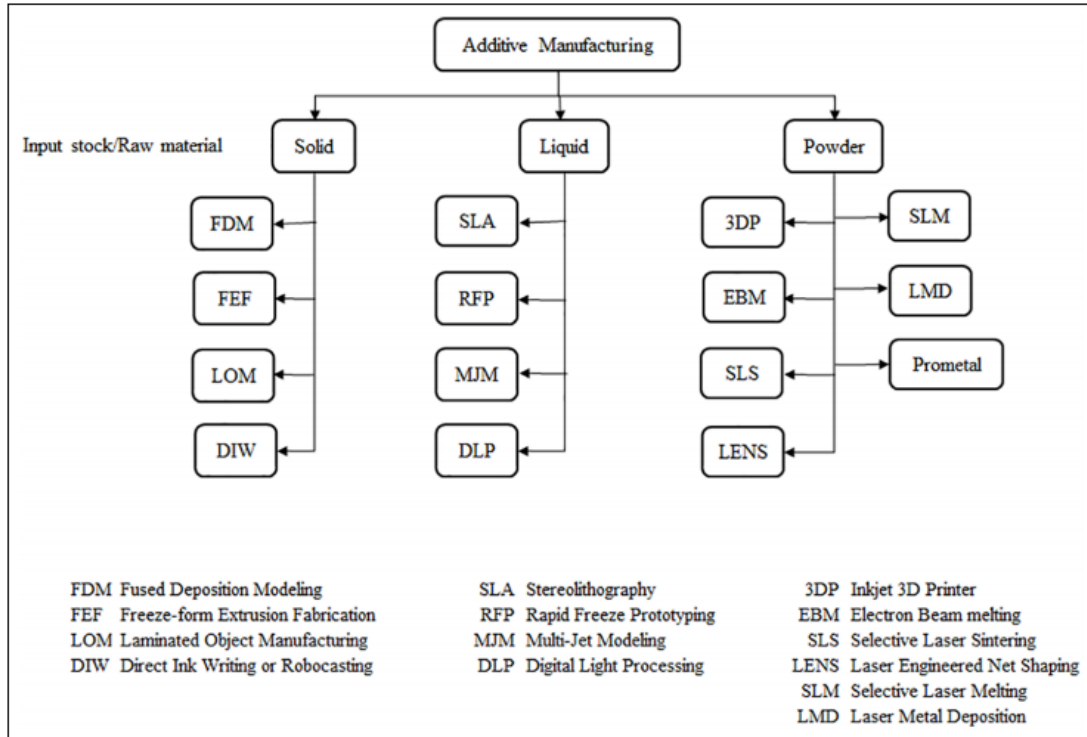 Additive Manufacturing
Input stock/Raw material
Solid
Liquid
Powder
FDM
SLA
3DP
SLM
FEF
RFP
EBM
LMD
LOM
MJM
SLS
Prometal
DIW
DLP
LENS
FDM Fused Deposition Modeling
FEF Freeze-form Extrusion Fabrication
LOM Laminated Object Manufacturing
DIW Direct Ink Writing or Robocasting
SLA Stereolithography
RFP Rapid Freeze Prototyping
MJM Multi-Jet Modeling
DLP Digital Light Processing
3DP Inkjet 3D Printer
EBM Electron Beam melting
SLS Selective Laser Sintering
LENS Laser Engineered Net Shaping
SLM Selective Laser Melting
LMD Laser Metal Deposition